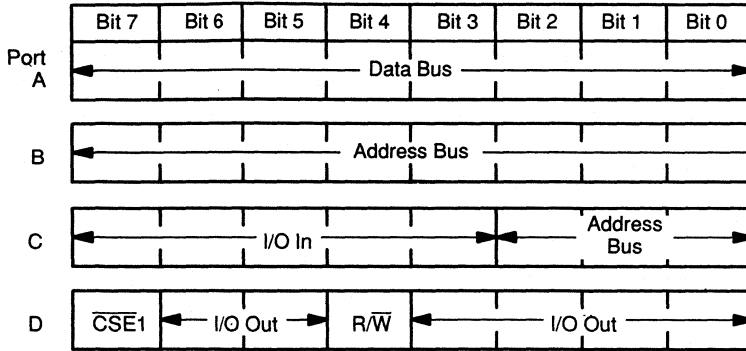 Bit 7 Bit 6 Bit 5 Bit 4 Bit 3 Bit 2 Bit 1 Bit 0
Port
A
Data Bus
B
Address Bus
C
I/O In
Address
Bus
D
C̅S̅E̅1
I/O Out
R/W̅
I/O Out